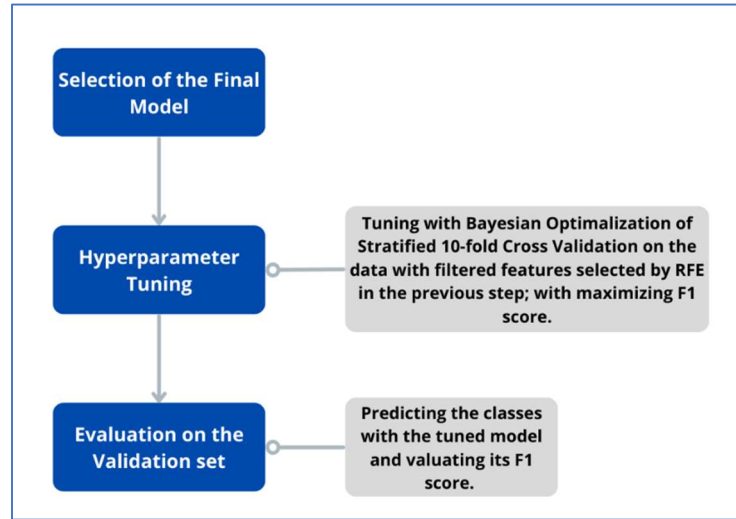 Selection of the Final
Model
Hyperparameter
Tuning
Tuning with Bayesian Optimalization of
Stratified 10-fold Cross Validation on the
data with filtered features selected by RFE
in the previous step; with maximizing F1
score.
Evaluation on the
Validation set
Predicting the classes
with the tuned model
and valuating its F1
score.